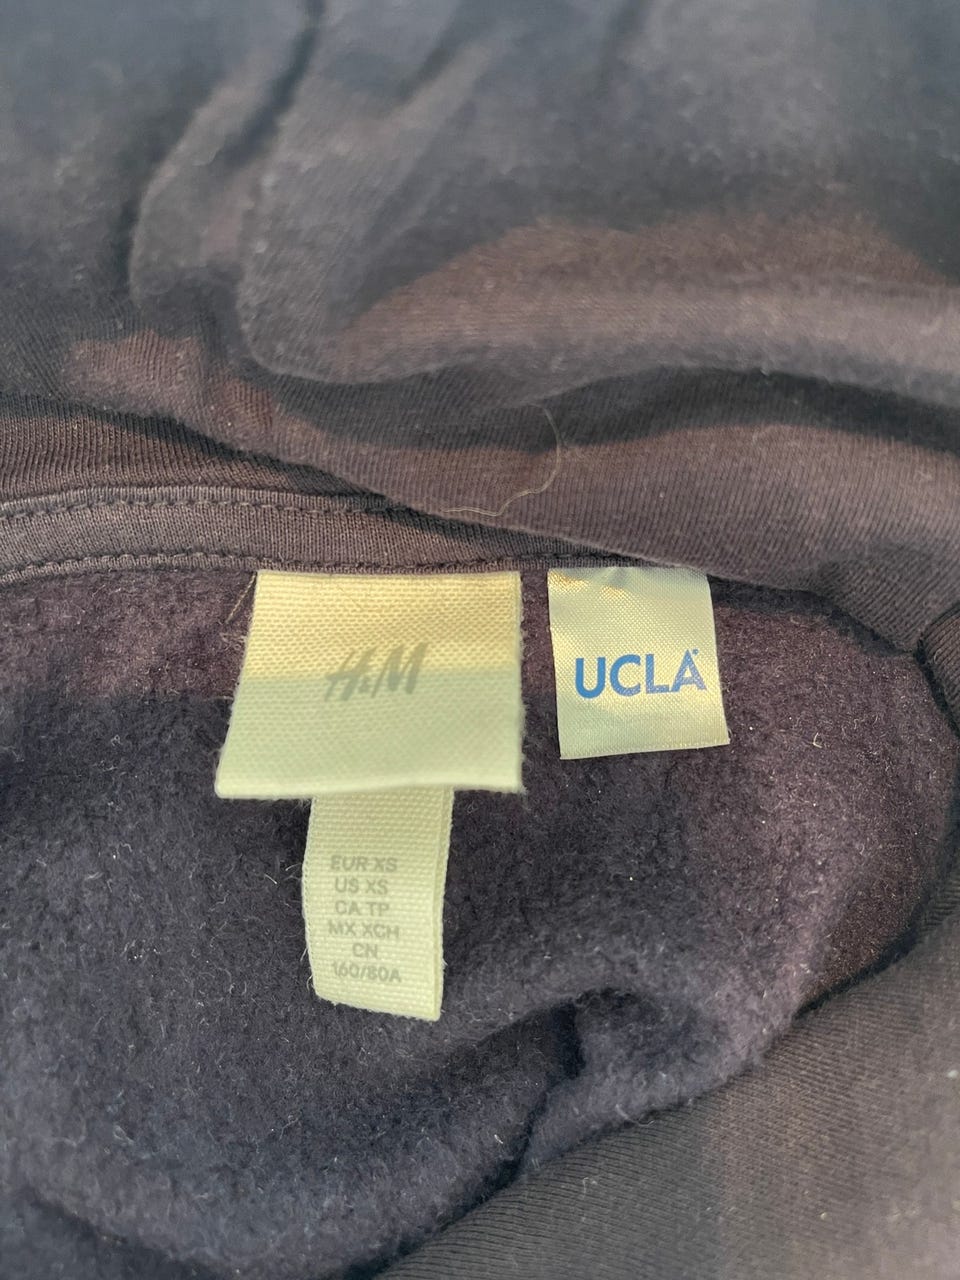 H&M
UCLA
EUR XS
US XS
CA TP
MX XCH
CN
160/80A